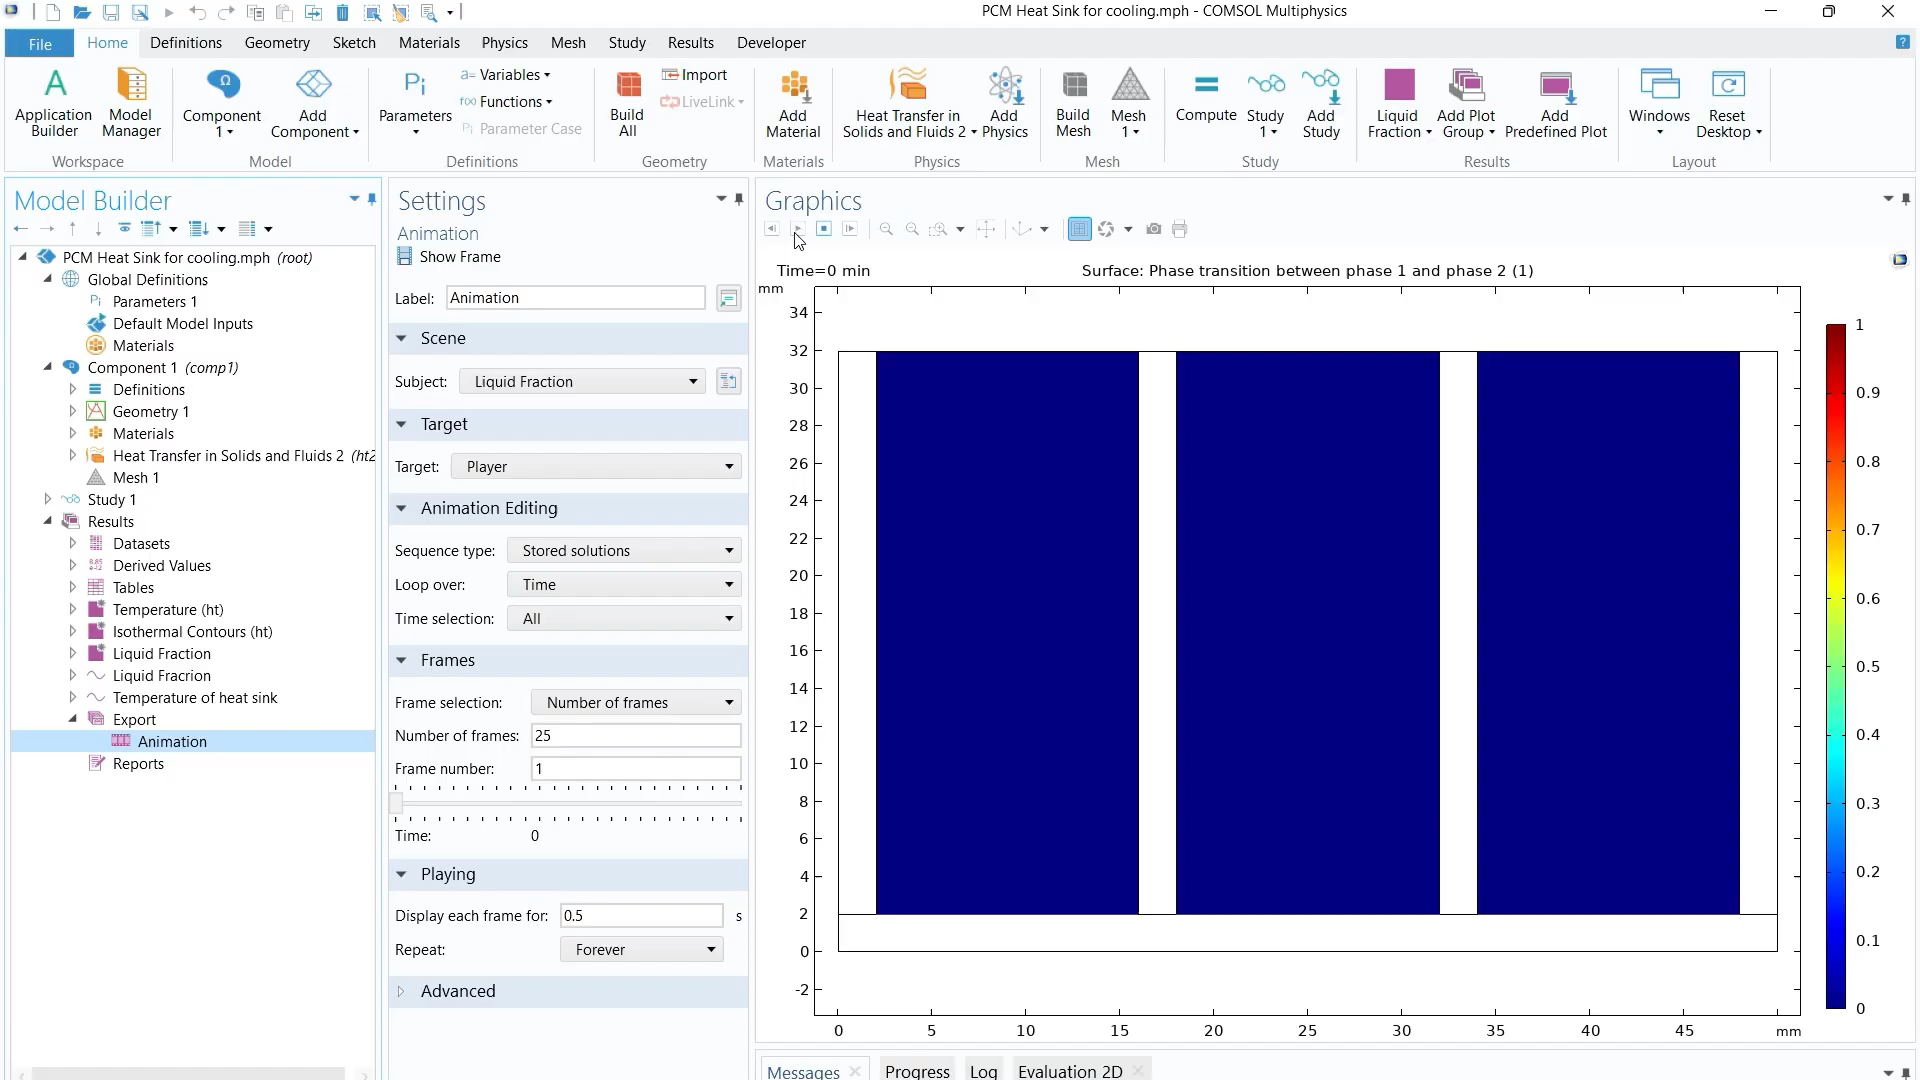 PCM Heat Sink for cooling.mph - COMSOL Multiphysics
File Home Definitions Geometry Sketch Materials Physics Mesh Study Results Developer
Application Builder
Model Manager
Workspace
Component 1
Add Component
Model
Parameters
a= Variables
f(x) Functions
Pi Parameter Case
Definitions
Build All
Import
LiveLink
Geometry
Add Material
Materials
Heat Transfer in Solids and Fluids 2
Add Physics
Physics
Build Mesh
Mesh 1
Mesh
Compute
Study 1
Add Study
Study
Liquid Fraction
Add Plot Group
Add Predefined Plot
Results
Windows
Reset Desktop
Layout
Model Builder
PCM Heat Sink for cooling.mph (root)
Global Definitions
Pi Parameters 1
Default Model Inputs
Materials
Component 1 (comp1)
Definitions
Geometry 1
Materials
Heat Transfer in Solids and Fluids 2 (ht2
Mesh 1
Study 1
Results
Datasets
Derived Values
Tables
Temperature (ht)
Isothermal Contours (ht)
Liquid Fraction
Liquid Fracrion
Temperature of heat sink
Export
Animation
Reports
Settings
Animation
Show Frame
Label: Animation
Scene
Subject: Liquid Fraction
Target
Target: Player
Animation Editing
Sequence type: Stored solutions
Loop over: Time
Time selection: All
Frames
Frame selection: Number of frames
Number of frames: 25
Frame number: 1
Time: 0
Playing
Display each frame for: 0.5 s
Repeat: Forever
Advanced
Graphics
Time=0 min Surface: Phase transition between phase 1 and phase 2 (1)
mm
34
32
30
28
26
24
22
20
18
16
14
12
10
8
6
4
2
0
-2
0 5 10 15 20 25 30 35 40 45 mm
1
0.9
0.8
0.7
0.6
0.5
0.4
0.3
0.2
0.1
0
Messages Progress Log Evaluation 2D